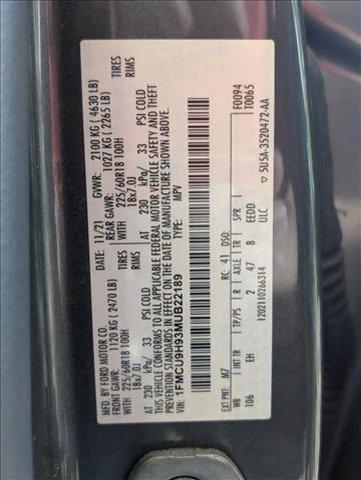 MFD. BY FORD MOTOR CO.
11/21 GVWR: 2100 KG ( 4630 LB)
FRONT GAWR: REAR GAWR: TIRES
1120 KG ( 2470 LB) 1027 KG ( 2265 LB) RIMS
WITH WITH TIRES
225/60R18 100H 225/60R18 100H RIMS
18x7.0J 18x7.0J
AT 230 kPa/ 33 PSI COLD AT 230 kPa/ 33 PSI COLD
THIS VEHICLE CONFORMS TO ALL APPLICABLE FEDERAL MOTOR VEHICLE SAFETY AND THEFT
PREVENTION STANDARDS IN EFFECT ON THE DATE OF MANUFACTURE SHOWN ABOVE.
VIN: 1FMCU9H93MUB22189
TYPE: MPV
F0094
T0065
EXT PNT: M7 RC: 41 DSO:
WB INT TR TP/PS R AXLE TR SPR
106 EH 2 47 8 EEDD
ULC
1202110266314 5U5A-3520472-AA